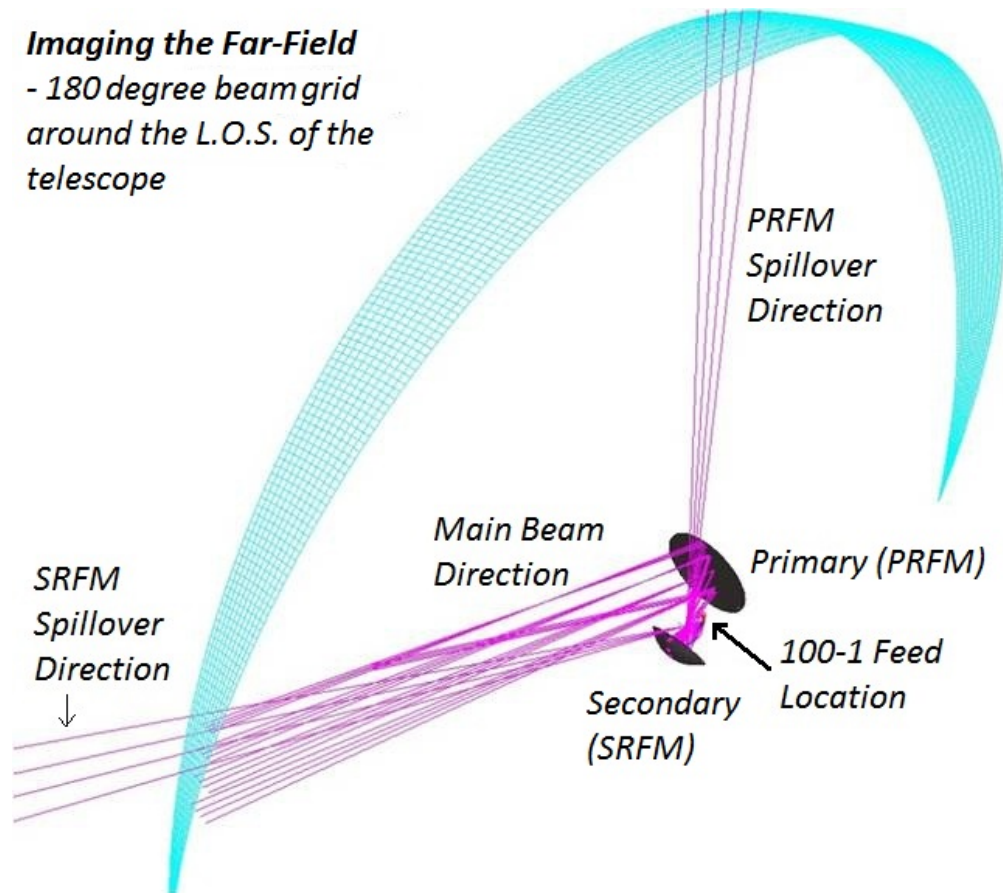 Imaging the Far-Field
- 180 degree beam grid
around the L.O.S. of the
telescope
PRFM
Spillover
Direction
Main Beam
Direction
Primary (PRFM)
SRFM
Spillover
Direction
100-1 Feed
Location
Secondary
(SRFM)